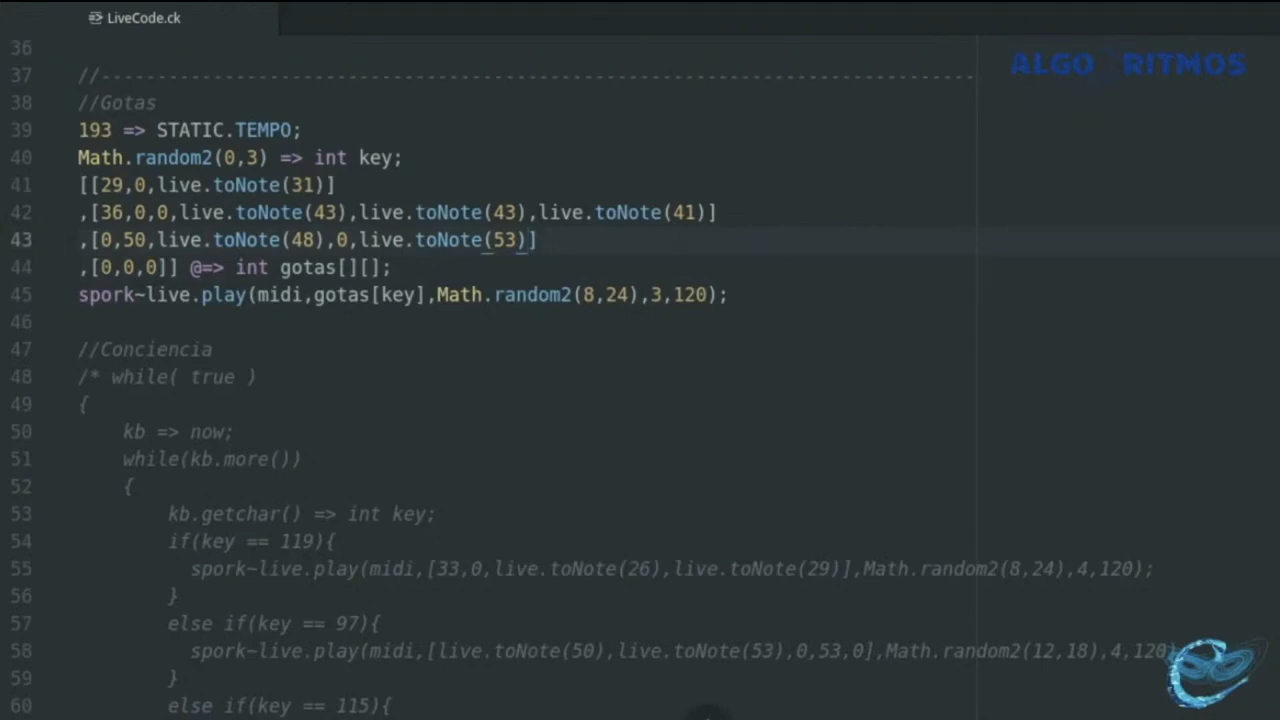 LiveCode.ck
ALGO RITMOS
36
37 //------------------------------------------------------------------------------
38 //Gotas
39 193 => STATIC.TEMPO;
40 Math.random2(0,3) => int key;
41 [[29,0,live.toNote(31)]
42 ,[36,0,0,live.toNote(43),live.toNote(43),live.toNote(41)]
43 ,[0,50,live.toNote(48),0,live.toNote(53)]
44 ,[0,0,0]] @=> int gotas[][];
45 spork~live.play(midi,gotas[key],Math.random2(8,24),3,120);
46
47 //Conciencia
48 /* while( true )
49 {
50 kb => now;
51 while(kb.more())
52 {
53 kb.getchar() => int key;
54 if(key == 119){
55 spork~live.play(midi,[33,0,live.toNote(26),live.toNote(29)],Math.random2(8,24),4,120);
56 }
57 else if(key == 97){
58 spork~live.play(midi,[live.toNote(50),live.toNote(53),0,53,0],Math.random2(12,18),4,120)
59 }
60 else if(key == 115){